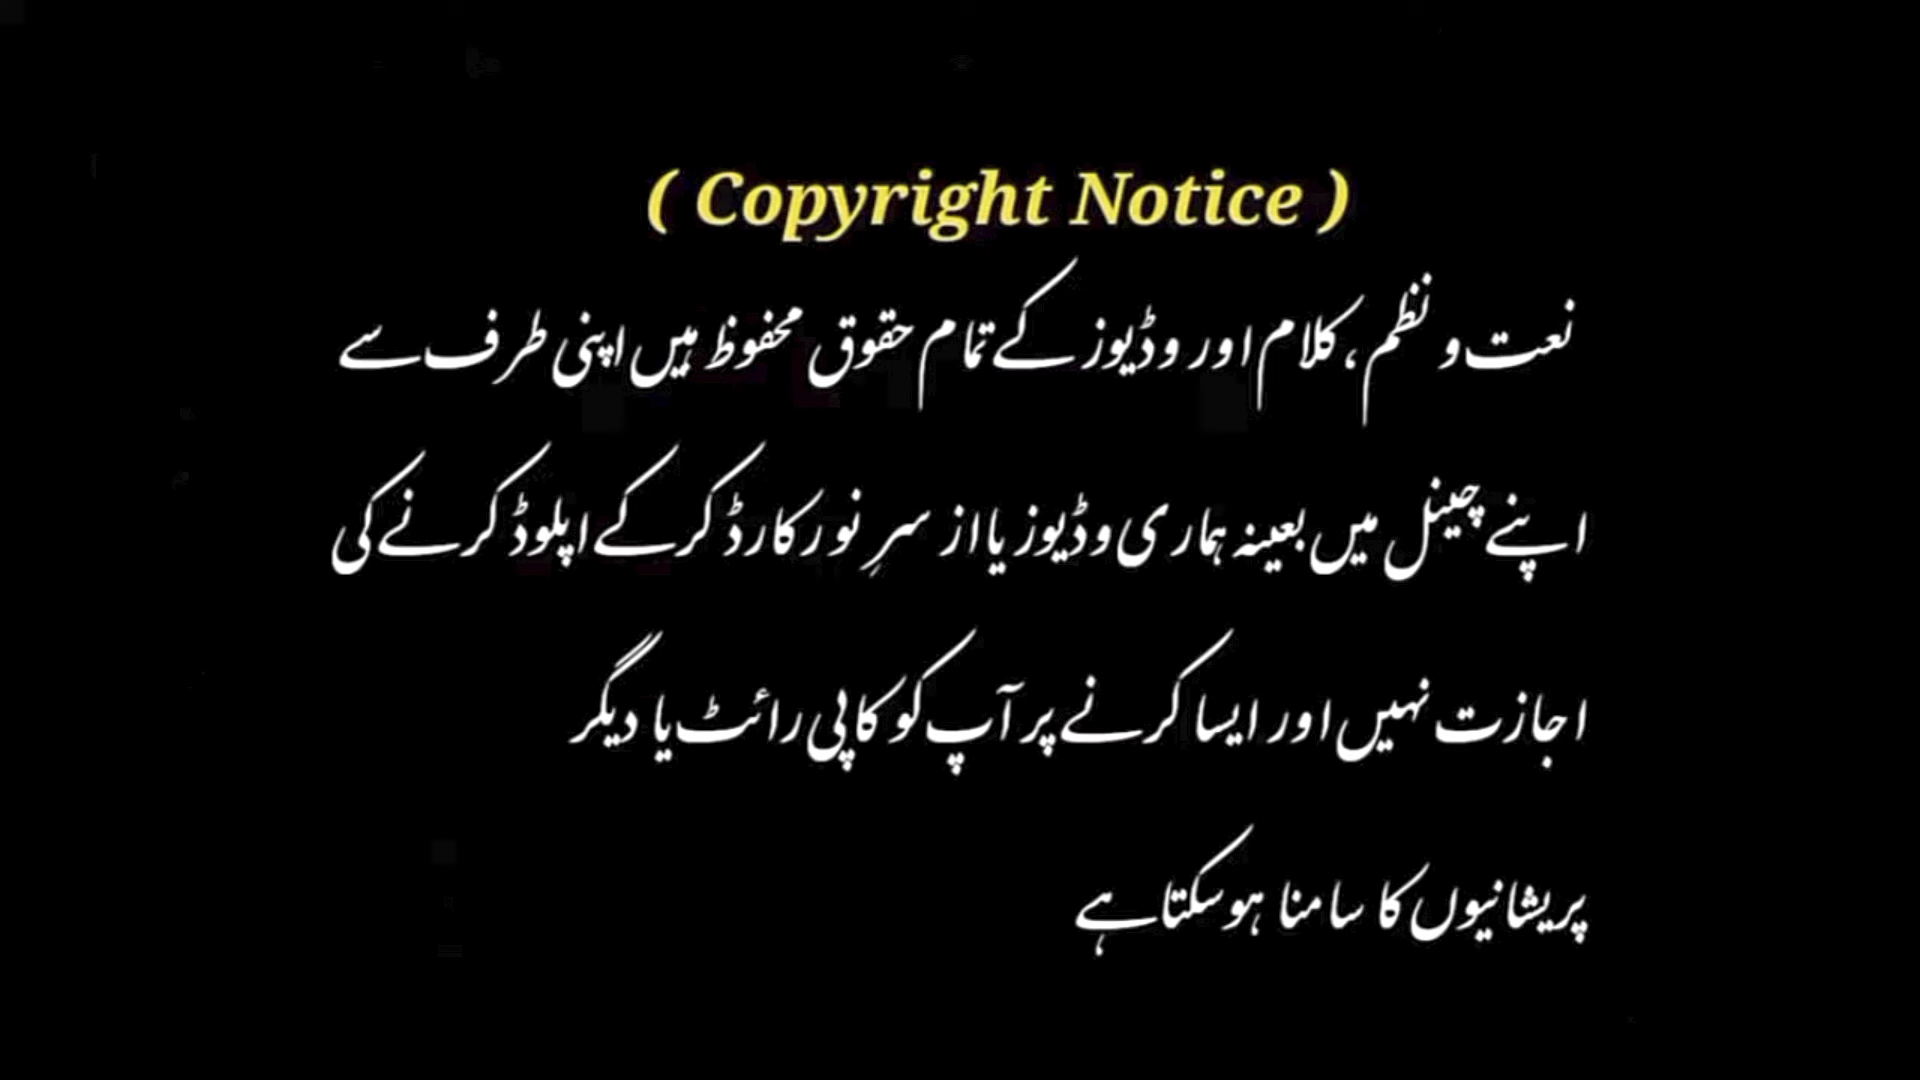 ( Copyright Notice )
نعت و نظم، کلام اور وڈیوز کے تمام حقوق محفوظ ہیں اپنی طرف سے
اپنے چینل میں بعینہ ہماری وڈیوز یا از سرِ نو رکارڈ کر کے اپلوڈ کرنے کی
اجازت نہیں اور ایسا کرنے پر آپ کو کاپی رائٹ یا دیگر
پریشانیوں کا سامنا ہو سکتا ہے